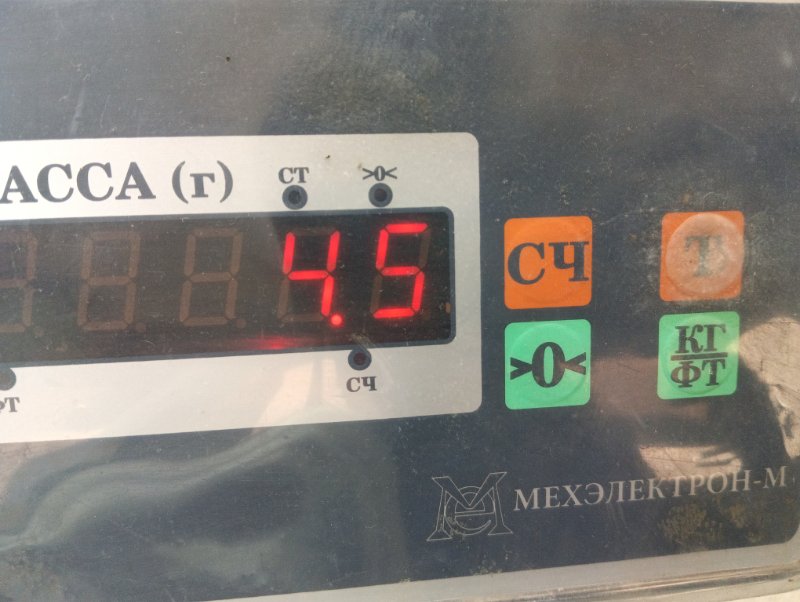 АССА (г)
СТ >0<
4.5
СЧ Т
>0< КГ
ФТ
СЧ
МЕХЭЛЕКТРОН-М